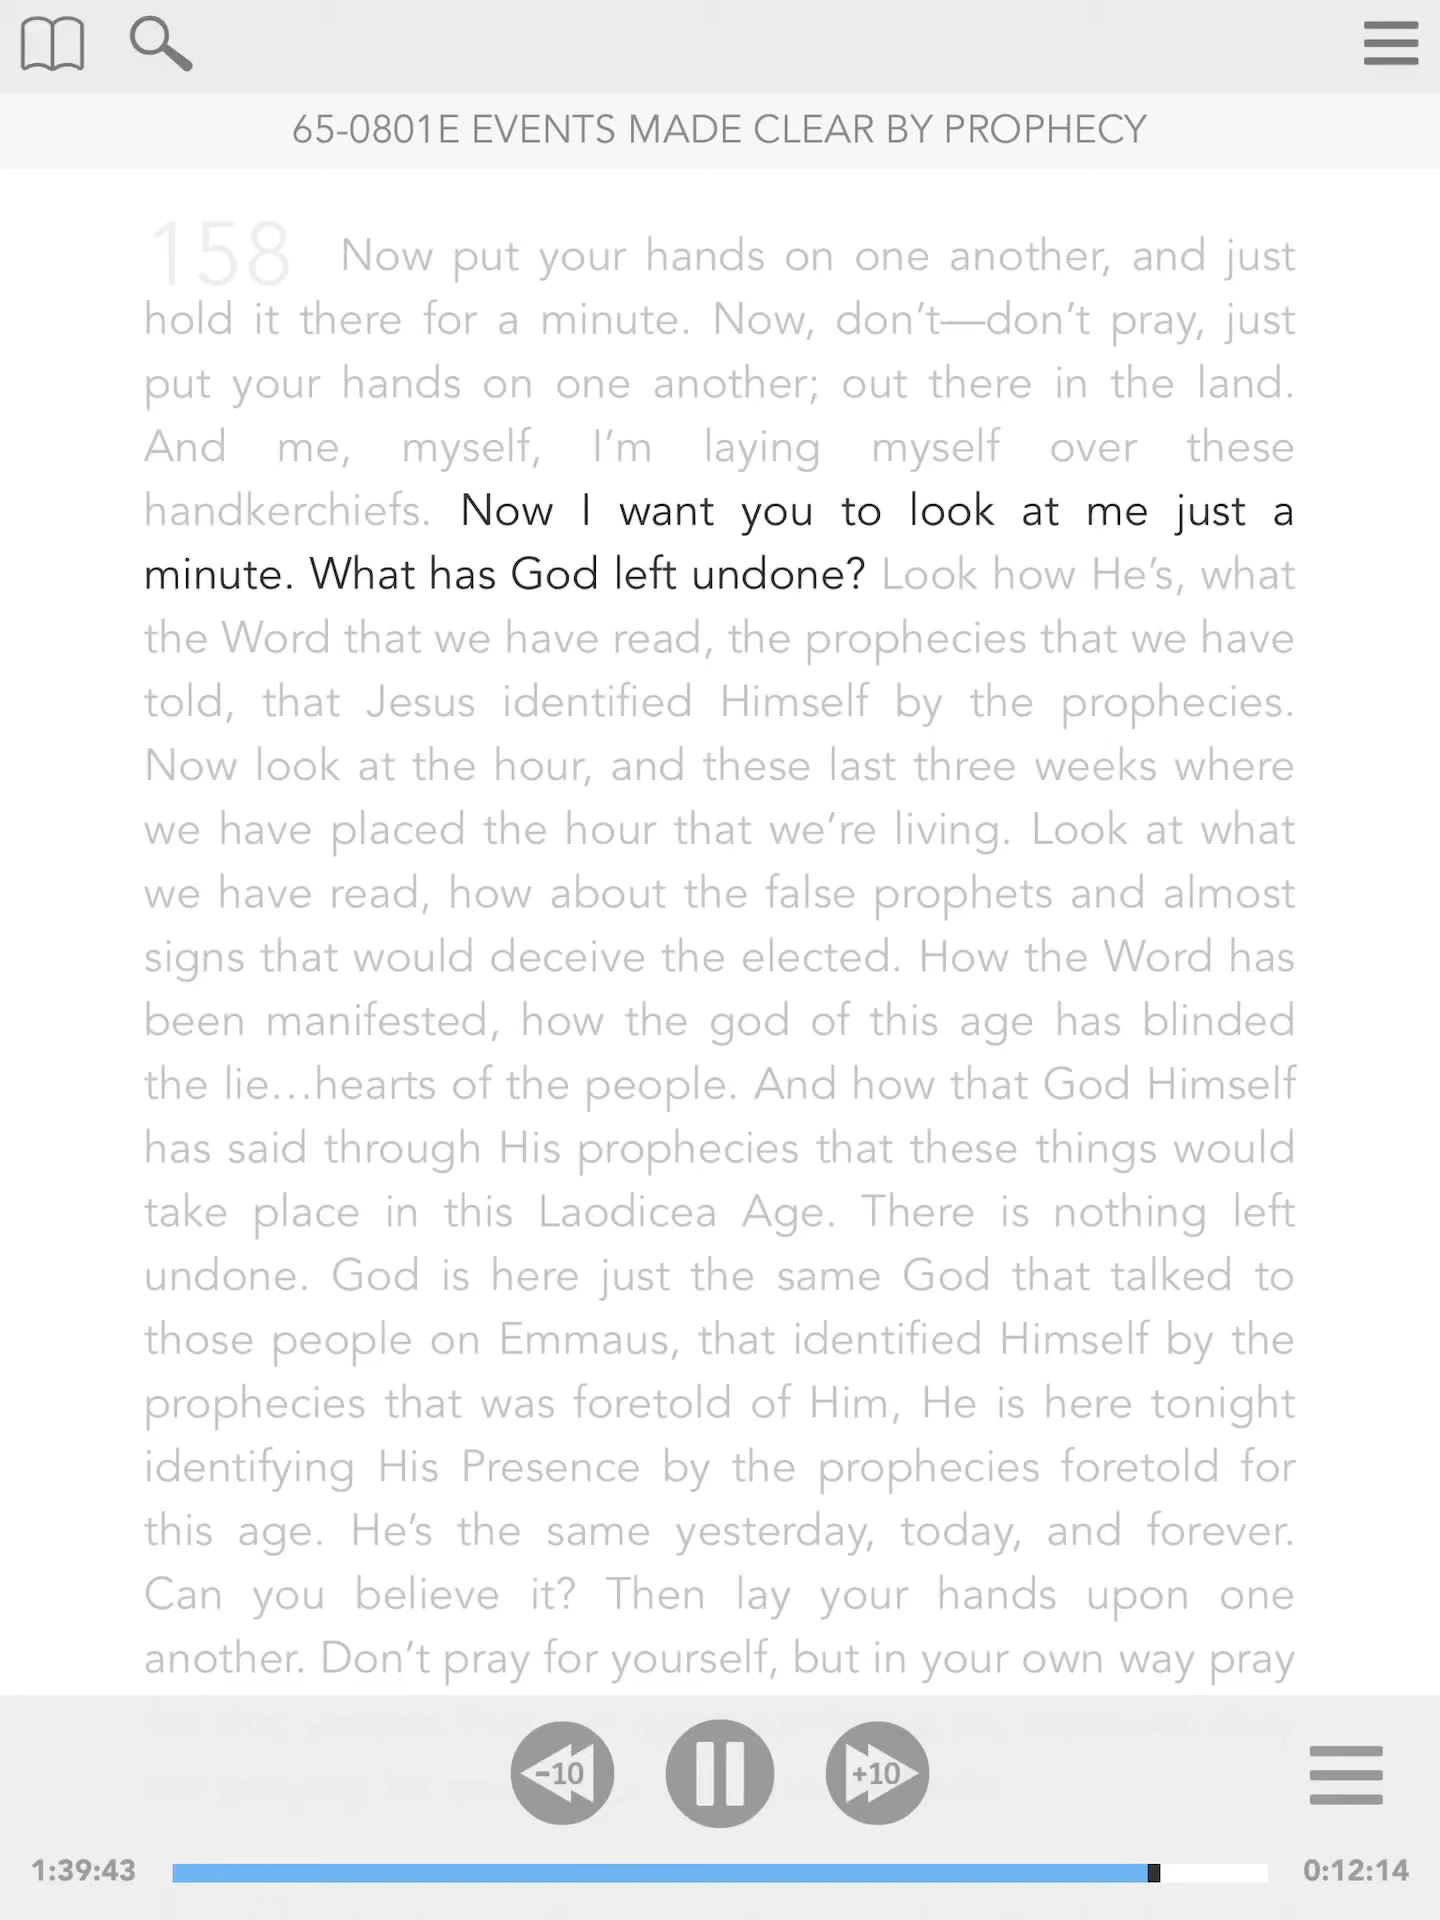 65-0801E EVENTS MADE CLEAR BY PROPHECY
158 Now put your hands on one another, and just
hold it there for a minute. Now, don’t—don’t pray, just
put your hands on one another; out there in the land.
And me, myself, I’m laying myself over these
handkerchiefs. Now I want you to look at me just a
minute. What has God left undone? Look how He’s, what
the Word that we have read, the prophecies that we have
told, that Jesus identified Himself by the prophecies.
Now look at the hour, and these last three weeks where
we have placed the hour that we’re living. Look at what
we have read, how about the false prophets and almost
signs that would deceive the elected. How the Word has
been manifested, how the god of this age has blinded
the lie…hearts of the people. And how that God Himself
has said through His prophecies that these things would
take place in this Laodicea Age. There is nothing left
undone. God is here just the same God that talked to
those people on Emmaus, that identified Himself by the
prophecies that was foretold of Him, He is here tonight
identifying His Presence by the prophecies foretold for
this age. He’s the same yesterday, today, and forever.
Can you believe it? Then lay your hands upon one
another. Don’t pray for yourself, but in your own way pray
-10 +10
1:39:43 0:12:14